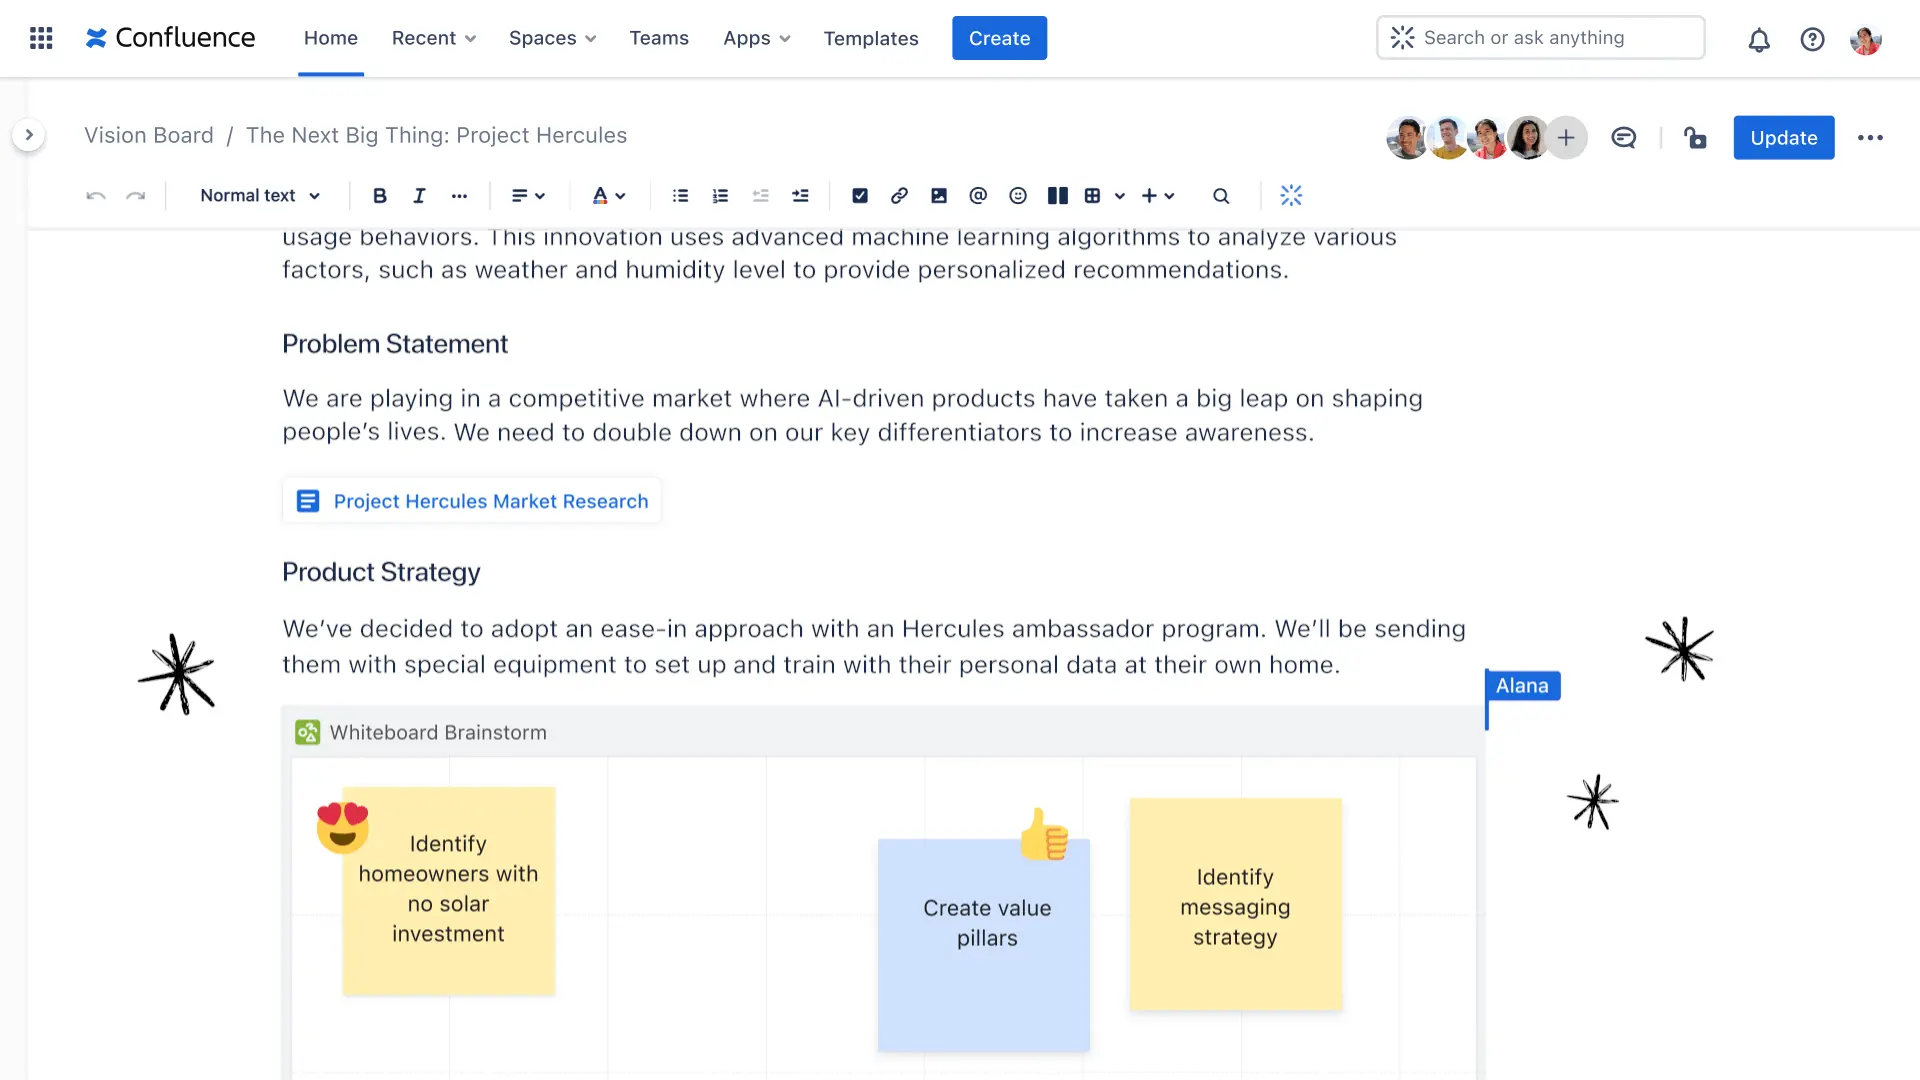 Confluence Home Recent Spaces Teams Apps Templates Create Search or ask anything
Vision Board / The Next Big Thing: Project Hercules Update
Normal text B I ... A @
usage behaviors. This innovation uses advanced machine learning algorithms to analyze various
factors, such as weather and humidity level to provide personalized recommendations.
Problem Statement
We are playing in a competitive market where AI-driven products have taken a big leap on shaping
people’s lives. We need to double down on our key differentiators to increase awareness.
Project Hercules Market Research
Product Strategy
We’ve decided to adopt an ease-in approach with an Hercules ambassador program. We’ll be sending
them with special equipment to set up and train with their personal data at their own home.
Alana
Whiteboard Brainstorm
Identify
homeowners with
no solar
investment
Create value
pillars
Identify
messaging
strategy